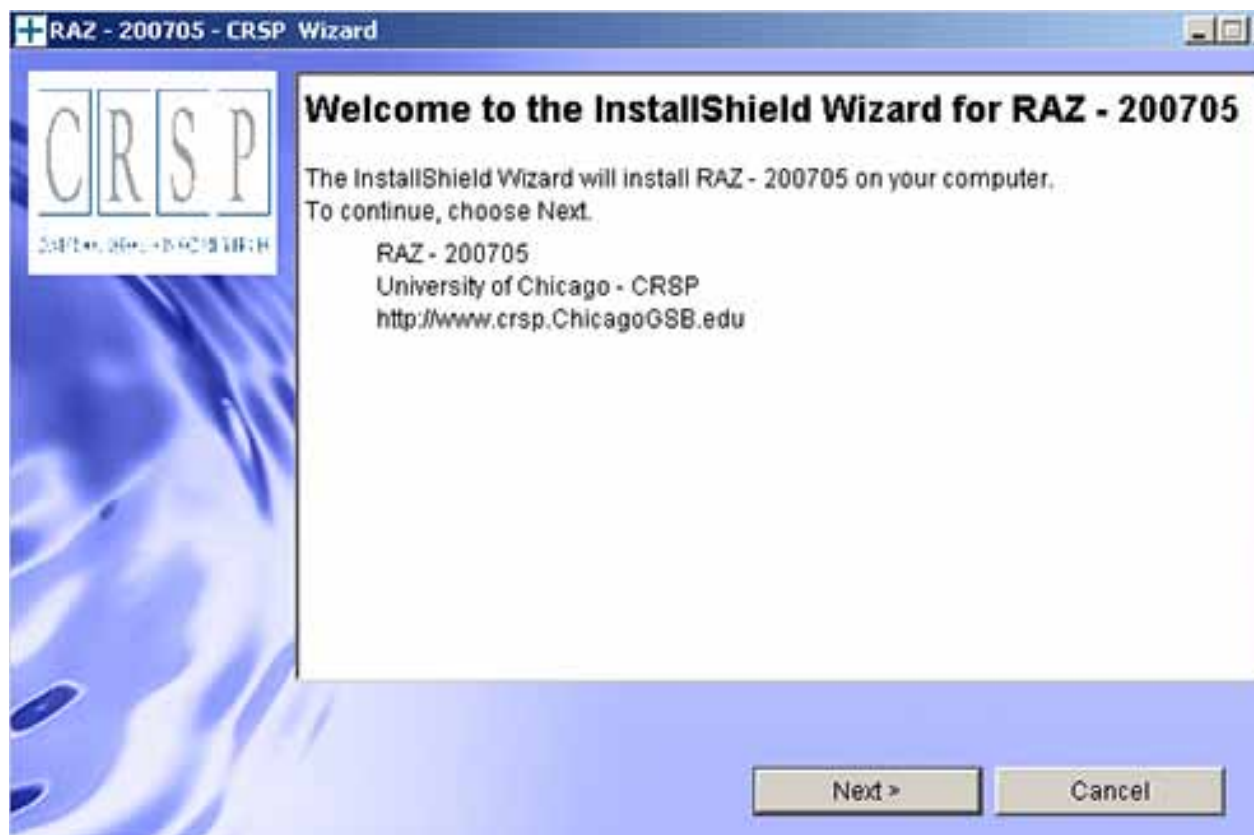 RAZ - 200705 - CRSP Wizard
CRSP
Welcome to the InstallShield Wizard for RAZ - 200705
The InstallShield Wizard will install RAZ - 200705 on your computer.
To continue, choose Next.
RAZ - 200705
University of Chicago - CRSP
http://www.crsp.ChicagoGSB.edu
Next >
Cancel